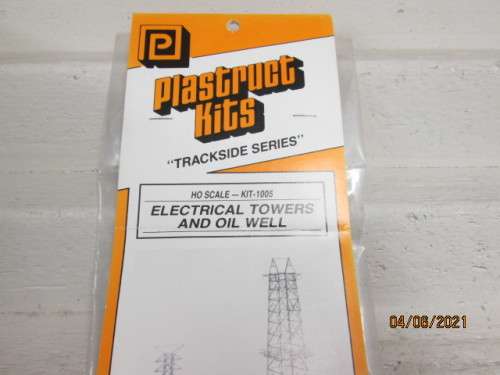 P
Plastruct
Kits
"TRACKSIDE SERIES"
HO SCALE — KIT-1005
ELECTRICAL TOWERS
AND OIL WELL
04/06/2021